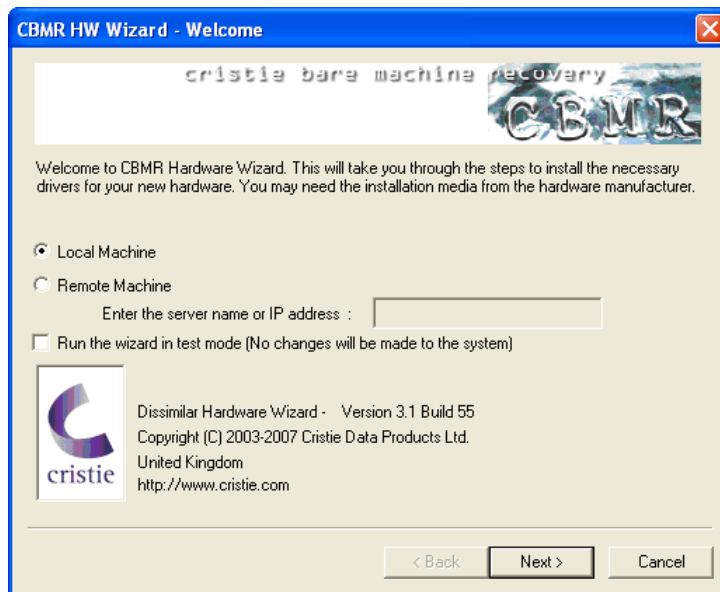 CBMR HW Wizard - Welcome
cristie bare machine recovery
CBMR
Welcome to CBMR Hardware Wizard. This will take you through the steps to install the necessary
drivers for your new hardware. You may need the installation media from the hardware manufacturer.
Local Machine
Remote Machine
Enter the server name or IP address :
Run the wizard in test mode (No changes will be made to the system)
cristie
Dissimilar Hardware Wizard - Version 3.1 Build 55
Copyright (C) 2003-2007 Cristie Data Products Ltd.
United Kingdom
http://www.cristie.com
< Back
Next >
Cancel